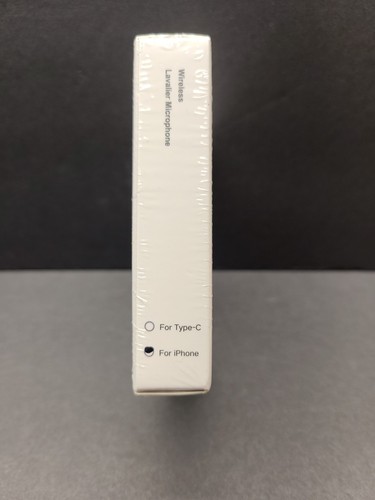 Wireless
Lavalier Microphone
For Type-C
For iPhone